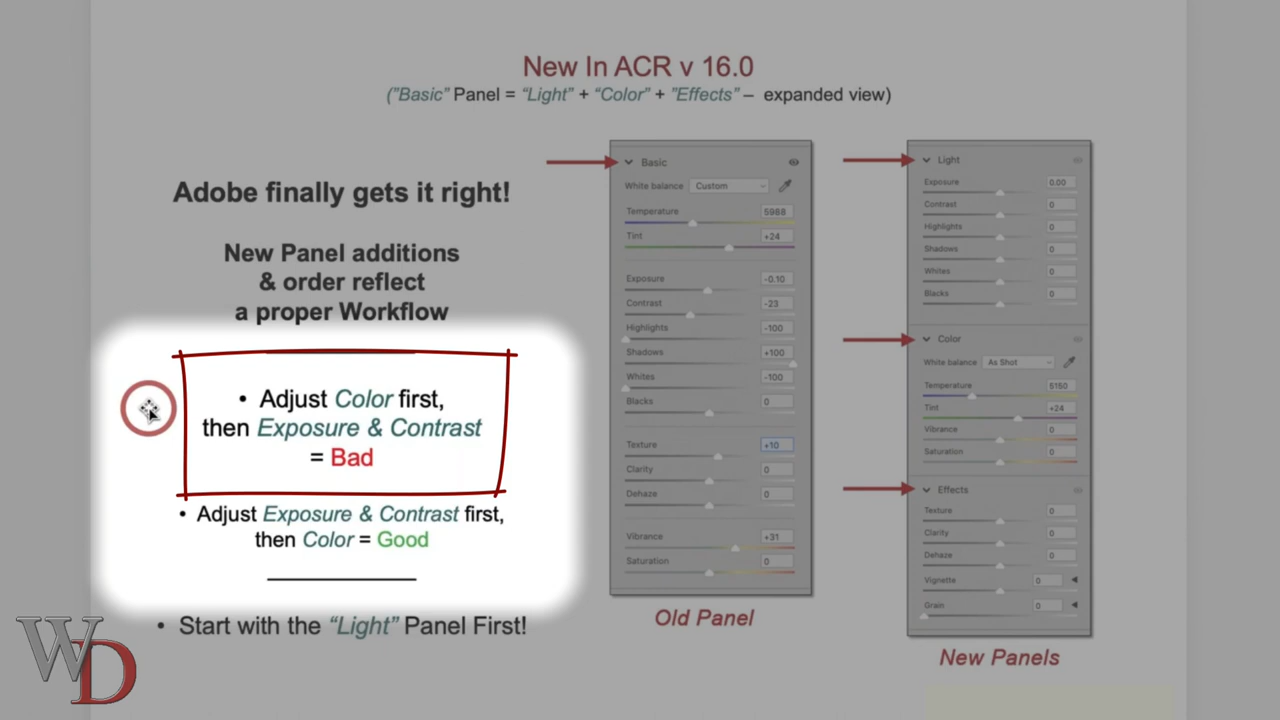 New In ACR v 16.0
("Basic" Panel = “Light” + “Color” + ”Effects” – expanded view)
Adobe finally gets it right!
New Panel additions
& order reflect
a proper Workflow
• Adjust Color first,
then Exposure & Contrast
= Bad
• Adjust Exposure & Contrast first,
then Color = Good
• Start with the “Light” Panel First!
Basic
White balance Custom
Temperature 5988
Tint +24
Exposure -0.10
Contrast -23
Highlights -100
Shadows +100
Whites -100
Blacks 0
Texture +10
Clarity 0
Dehaze 0
Vibrance +31
Saturation 0
Old Panel
Light
Exposure 0.00
Contrast 0
Highlights 0
Shadows 0
Whites 0
Blacks 0
Color
White balance As Shot
Temperature 5150
Tint +24
Vibrance 0
Saturation 0
Effects
Texture 0
Clarity 0
Dehaze 0
Vignette 0
Grain 0
New Panels
WD